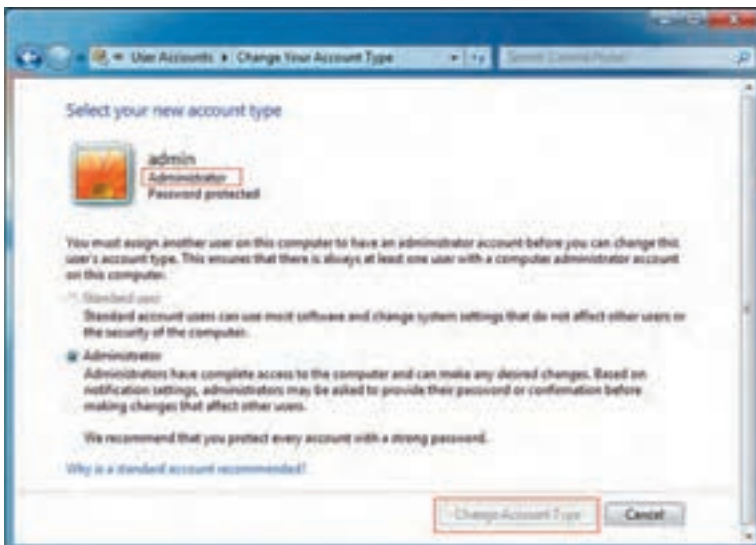 User Accounts ▸ Change Your Account Type
Search Control Panel
Select your new account type
admin
Administrator
Password protected
You must assign another user on this computer to have an administrator account before you can change this
user's account type. This ensures that there is always at least one user with a computer administrator account
on this computer.
Standard user
Standard account users can use most software and change system settings that do not affect other users or
the security of the computer.
Administrator
Administrators have complete access to the computer and can make any desired changes. Based on
notification settings, administrators may be asked to provide their password or confirmation before
making changes that affect other users.
We recommend that you protect every account with a strong password.
Why is a standard account recommended?
Change Account Type
Cancel